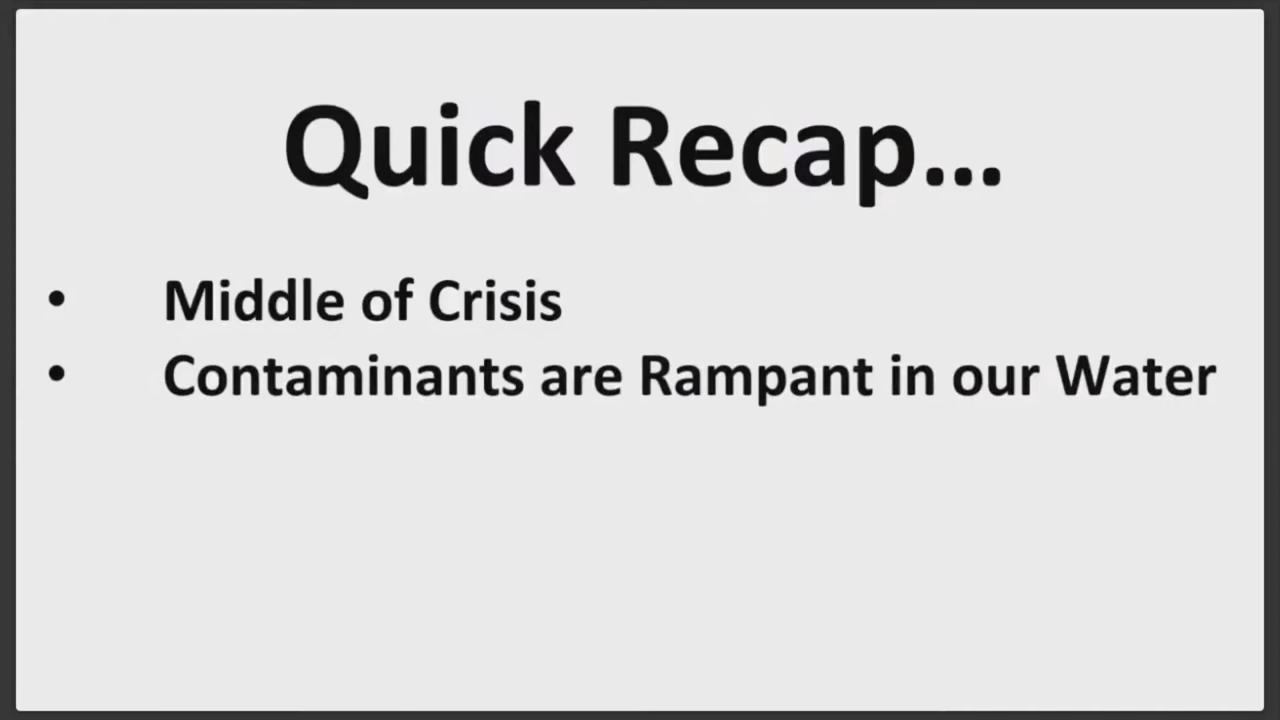 Quick Recap...
• Middle of Crisis
• Contaminants are Rampant in our Water